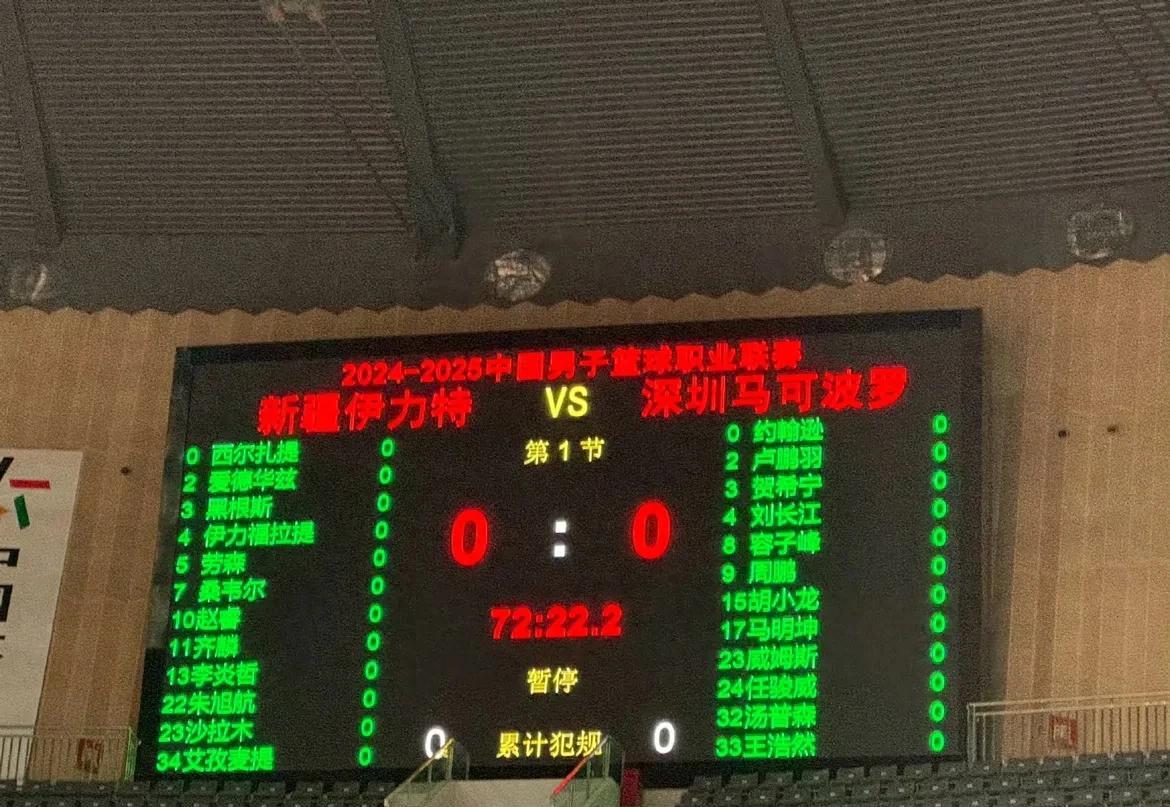 2024-2025中国男子篮球职业联赛
新疆伊力特 VS 深圳马可波罗
第1节
0 西尔扎提 0
2 爱德华兹 0
3 黑根斯 0
4 伊力福拉提 0
5 劳森 0
7 桑韦尔 0
10赵睿 0
11齐麟 0
13李炎哲 0
22朱旭航 0
23沙拉木 0
34艾孜麦提 0
0 : 0
72:22.2
暂停
0 累计犯规 0
0 约翰逊 0
2 卢鹏羽 0
3 贺希宁 0
4 刘长江 0
8 容子峰 0
9 周鹏 0
15胡小龙 0
17马明坤 0
23威姆斯 0
24任骏威 0
32汤普森 0
33王浩然 0